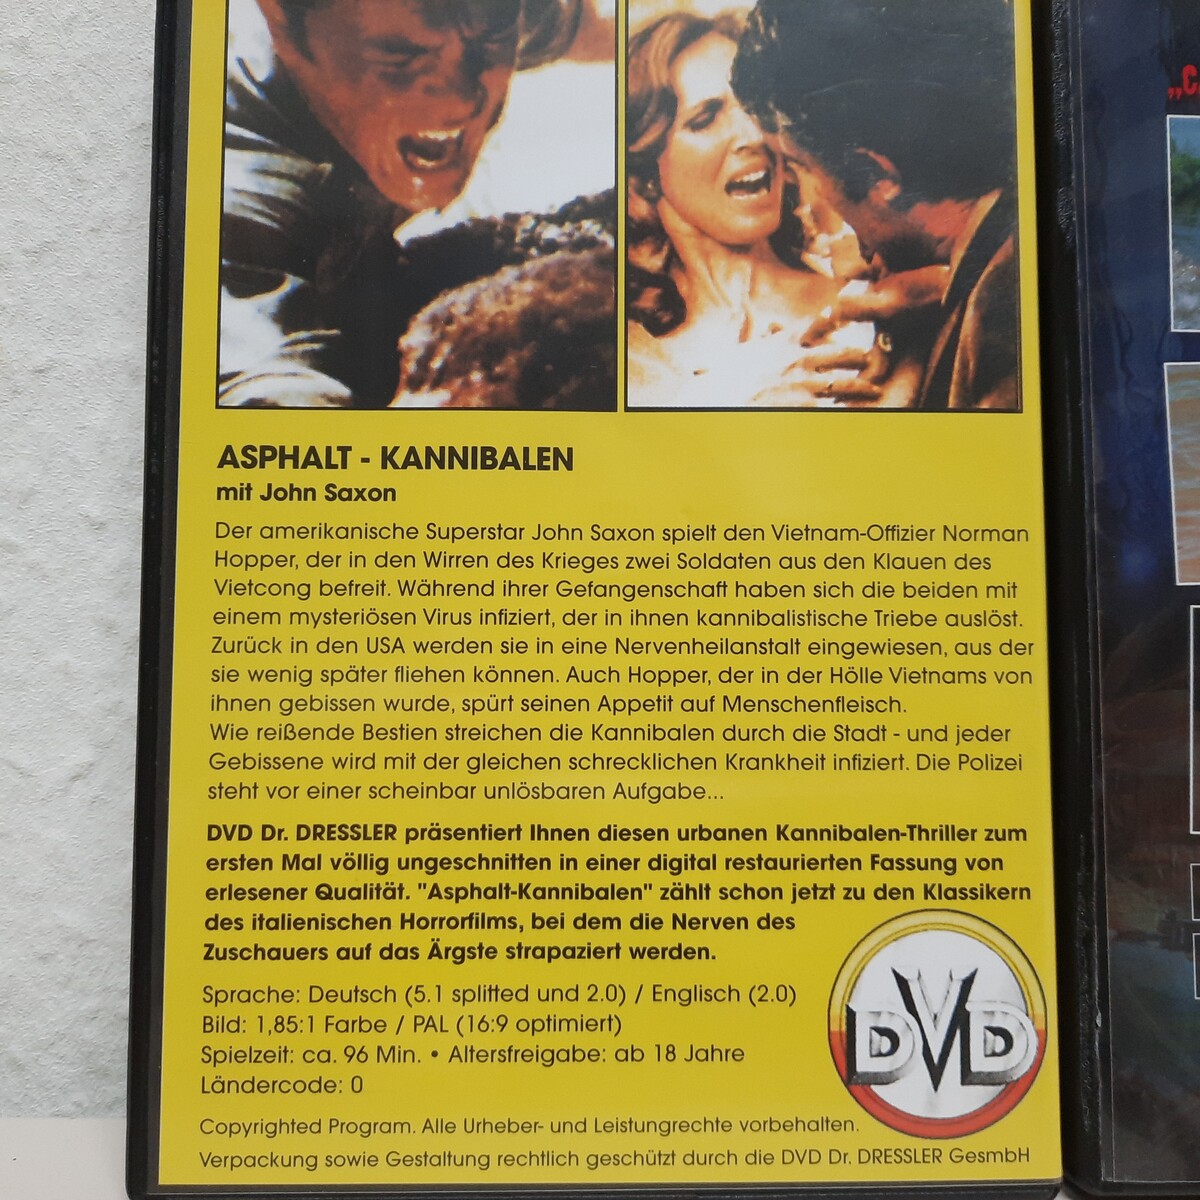 ASPHALT - KANNIBALEN
mit John Saxon
Der amerikanische Superstar John Saxon spielt den Vietnam-Offizier Norman
Hopper, der in den Wirren des Krieges zwei Soldaten aus den Klauen des
Vietcong befreit. Während ihrer Gefangenschaft haben sich die beiden mit
einem mysteriösen Virus infiziert, der in ihnen kannibalistische Triebe auslöst.
Zurück in den USA werden sie in eine Nervenheilanstalt eingewiesen, aus der
sie wenig später fliehen können. Auch Hopper, der in der Hölle Vietnams von
ihnen gebissen wurde, spürt seinen Appetit auf Menschenfleisch.
Wie reißende Bestien streichen die Kannibalen durch die Stadt - und jeder
Gebissene wird mit der gleichen schrecklichen Krankheit infiziert. Die Polizei
steht vor einer scheinbar unlösbaren Aufgabe...
DVD Dr. DRESSLER präsentiert Ihnen diesen urbanen Kannibalen-Thriller zum
ersten Mal völlig ungeschnitten in einer digital restaurierten Fassung von
erlesener Qualität. "Asphalt-Kannibalen" zählt schon jetzt zu den Klassikern
des italienischen Horrorfilms, bei dem die Nerven des
Zuschauers auf das Ärgste strapaziert werden.
Sprache: Deutsch (5.1 splitted und 2.0) / Englisch (2.0)
Bild: 1,85:1 Farbe / PAL (16:9 optimiert)
Spielzeit: ca. 96 Min. • Altersfreigabe: ab 18 Jahre
Ländercode: 0
DVD
Copyrighted Program. Alle Urheber- und Leistungrechte vorbehalten.
Verpackung sowie Gestaltung rechtlich geschützt durch die DVD Dr. DRESSLER GesmbH